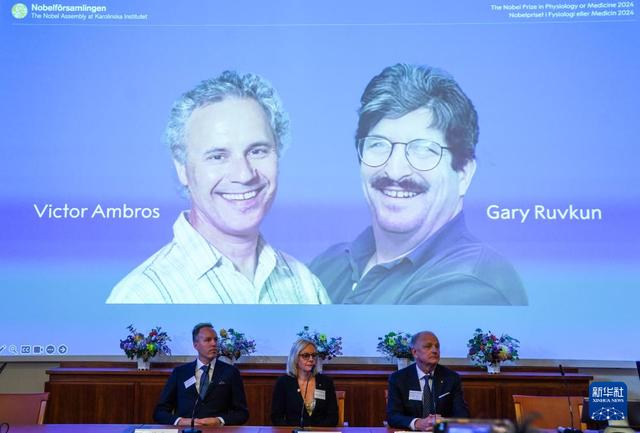 Nobelförsamlingen
The Nobel Assembly at Karolinska Institutet
The Nobel Prize in Physiology or Medicine 2024
Nobelpriset i Fysiologi eller Medicin 2024
Victor Ambros
Gary Ruvkun
新华社
XINHUA NEWS